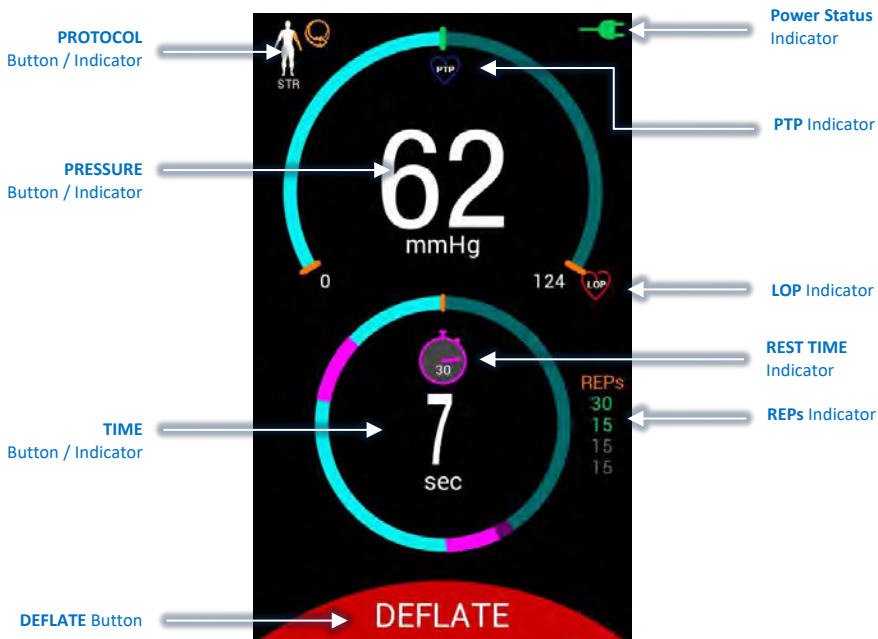 Power Status
Indicator
PROTOCOL
Button / Indicator
STR
PTP
PTP Indicator
PRESSURE
Button / Indicator
62
mmHg
0
124
LOP
LOP Indicator
30
REST TIME
Indicator
REPs
30
15
15
15
REPs Indicator
TIME
Button / Indicator
7
sec
DEFLATE Button
DEFLATE